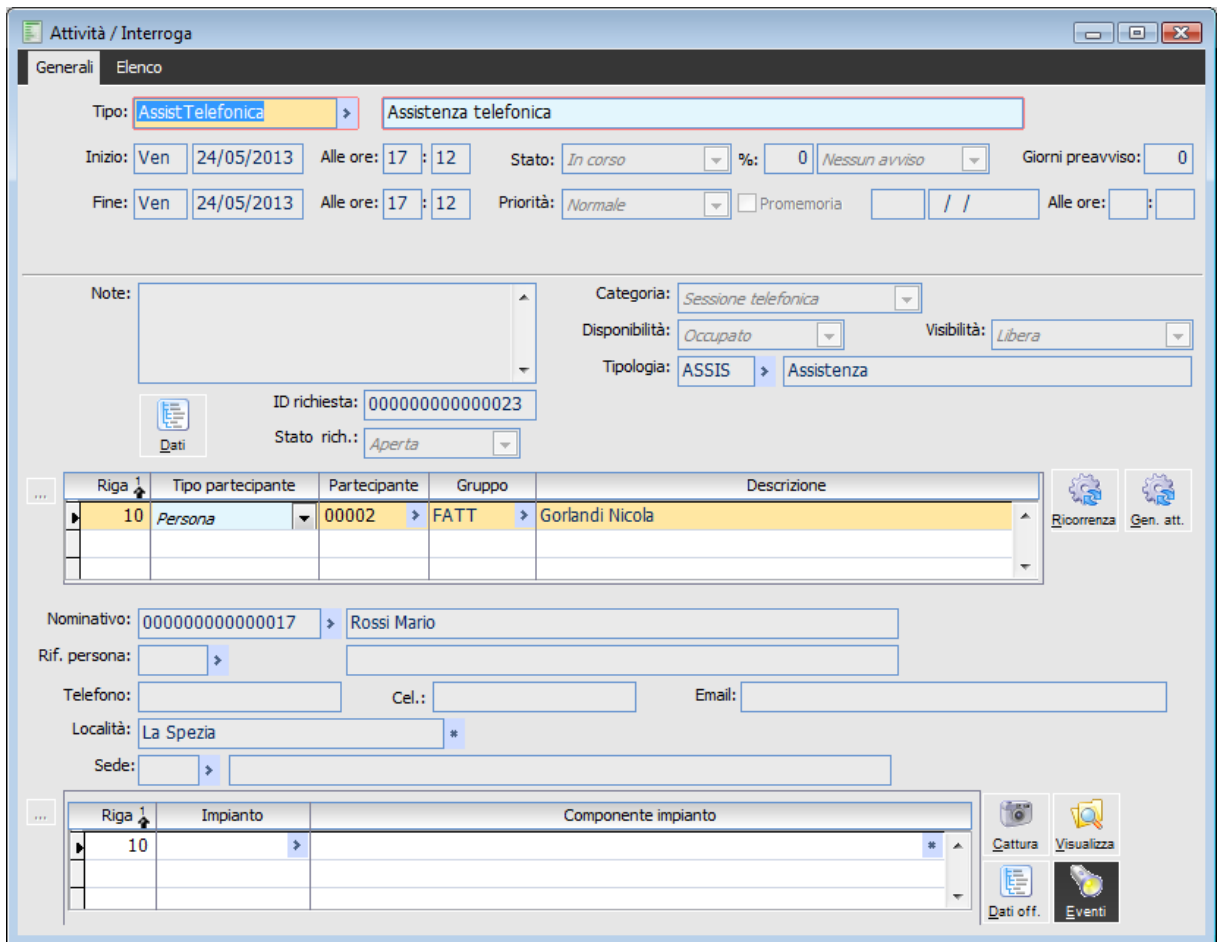 Attività / Interroga
Generali Elenco
Tipo: AssistTelefonica Assistenza telefonica
Inizio: Ven 24/05/2013 Alle ore: 17 : 12 Stato: In corso %: 0 Nessun avviso Giorni preavviso: 0
Fine: Ven 24/05/2013 Alle ore: 17 : 12 Priorità: Normale Promemoria / / Alle ore: :
Note: Categoria: Sessione telefonica
Disponibilità: Occupato Visibilità: Libera
Tipologia: ASSIS Assistenza
ID richiesta: 000000000000023
Dati Stato rich.: Aperta
... Riga 1 Tipo partecipante Partecipante Gruppo Descrizione
10 Persona 00002 FATT Gorlandi Nicola
Ricorrenza Gen. att.
Nominativo: 000000000000017 Rossi Mario
Rif. persona:
Telefono: Cel.: Email:
Località: La Spezia
Sede:
... Riga 1 Impianto Componente impianto
10
Cattura Visualizza
Dati off. Eventi